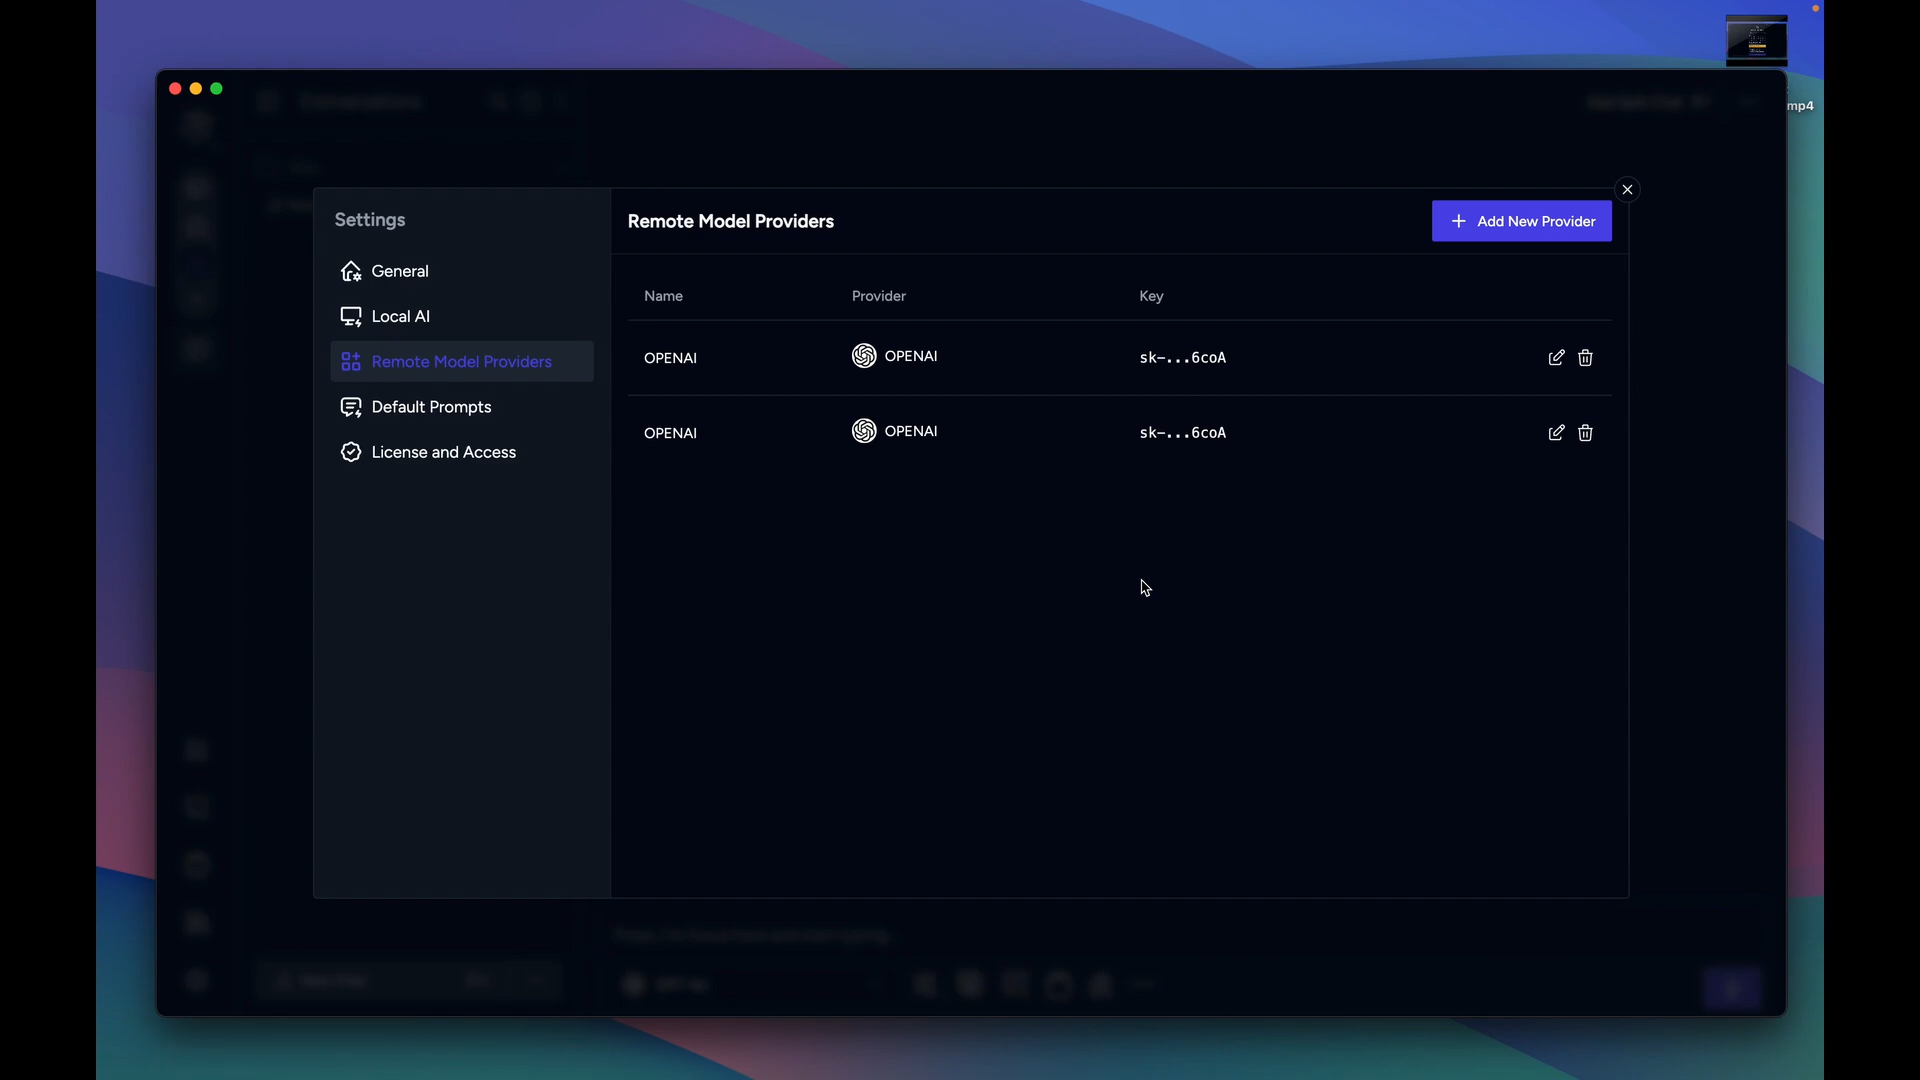 mp4
Settings
General
Local AI
Remote Model Providers
Default Prompts
License and Access
Remote Model Providers
Add New Provider
Name Provider Key
OPENAI OPENAI sk-...6coA
OPENAI OPENAI sk-...6coA